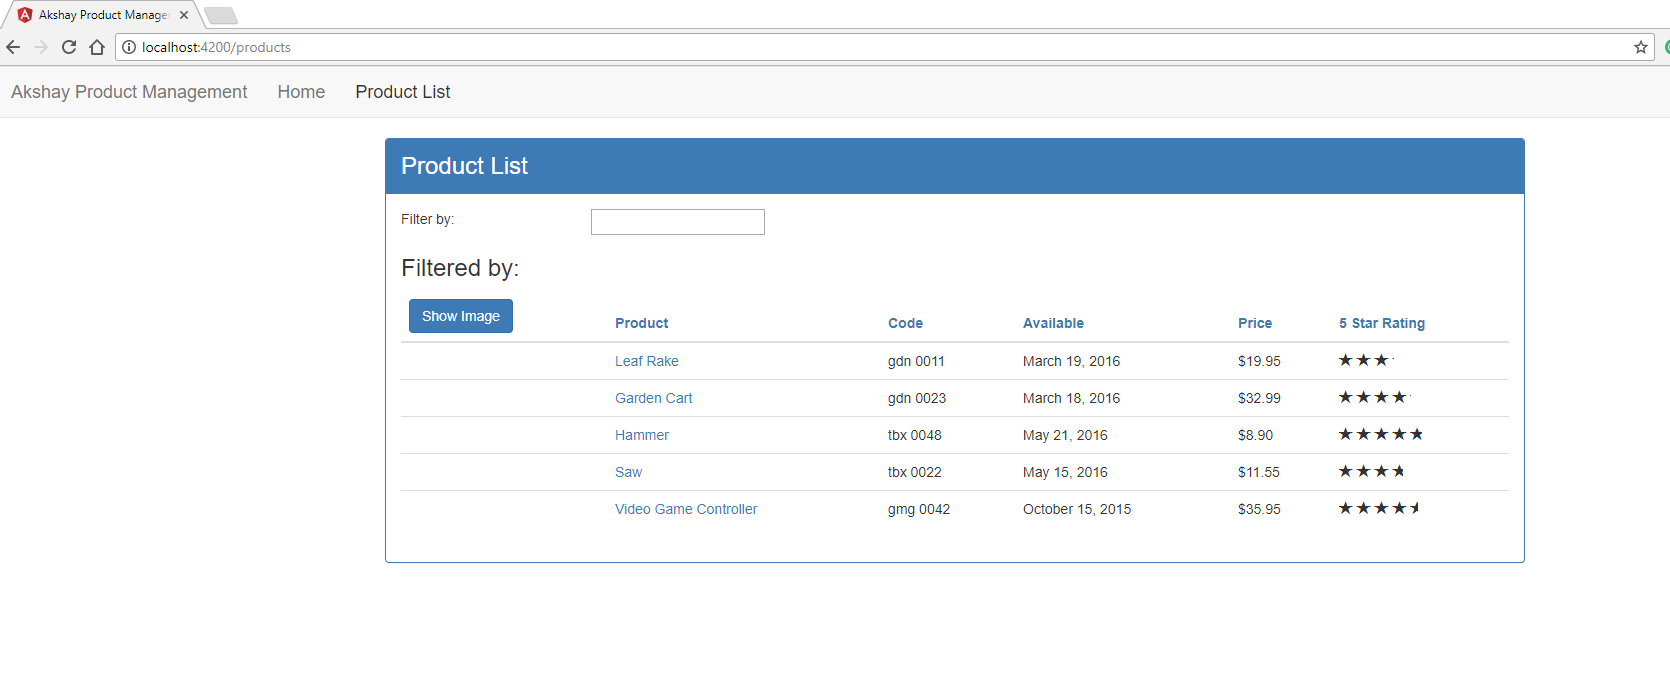 Akshay Product Manage
localhost:4200/products
Akshay Product Management Home Product List
Product List
Filter by:
Filtered by:
Show Image Product Code Available Price 5 Star Rating
Leaf Rake gdn 0011 March 19, 2016 $19.95
Garden Cart gdn 0023 March 18, 2016 $32.99
Hammer tbx 0048 May 21, 2016 $8.90
Saw tbx 0022 May 15, 2016 $11.55
Video Game Controller gmg 0042 October 15, 2015 $35.95